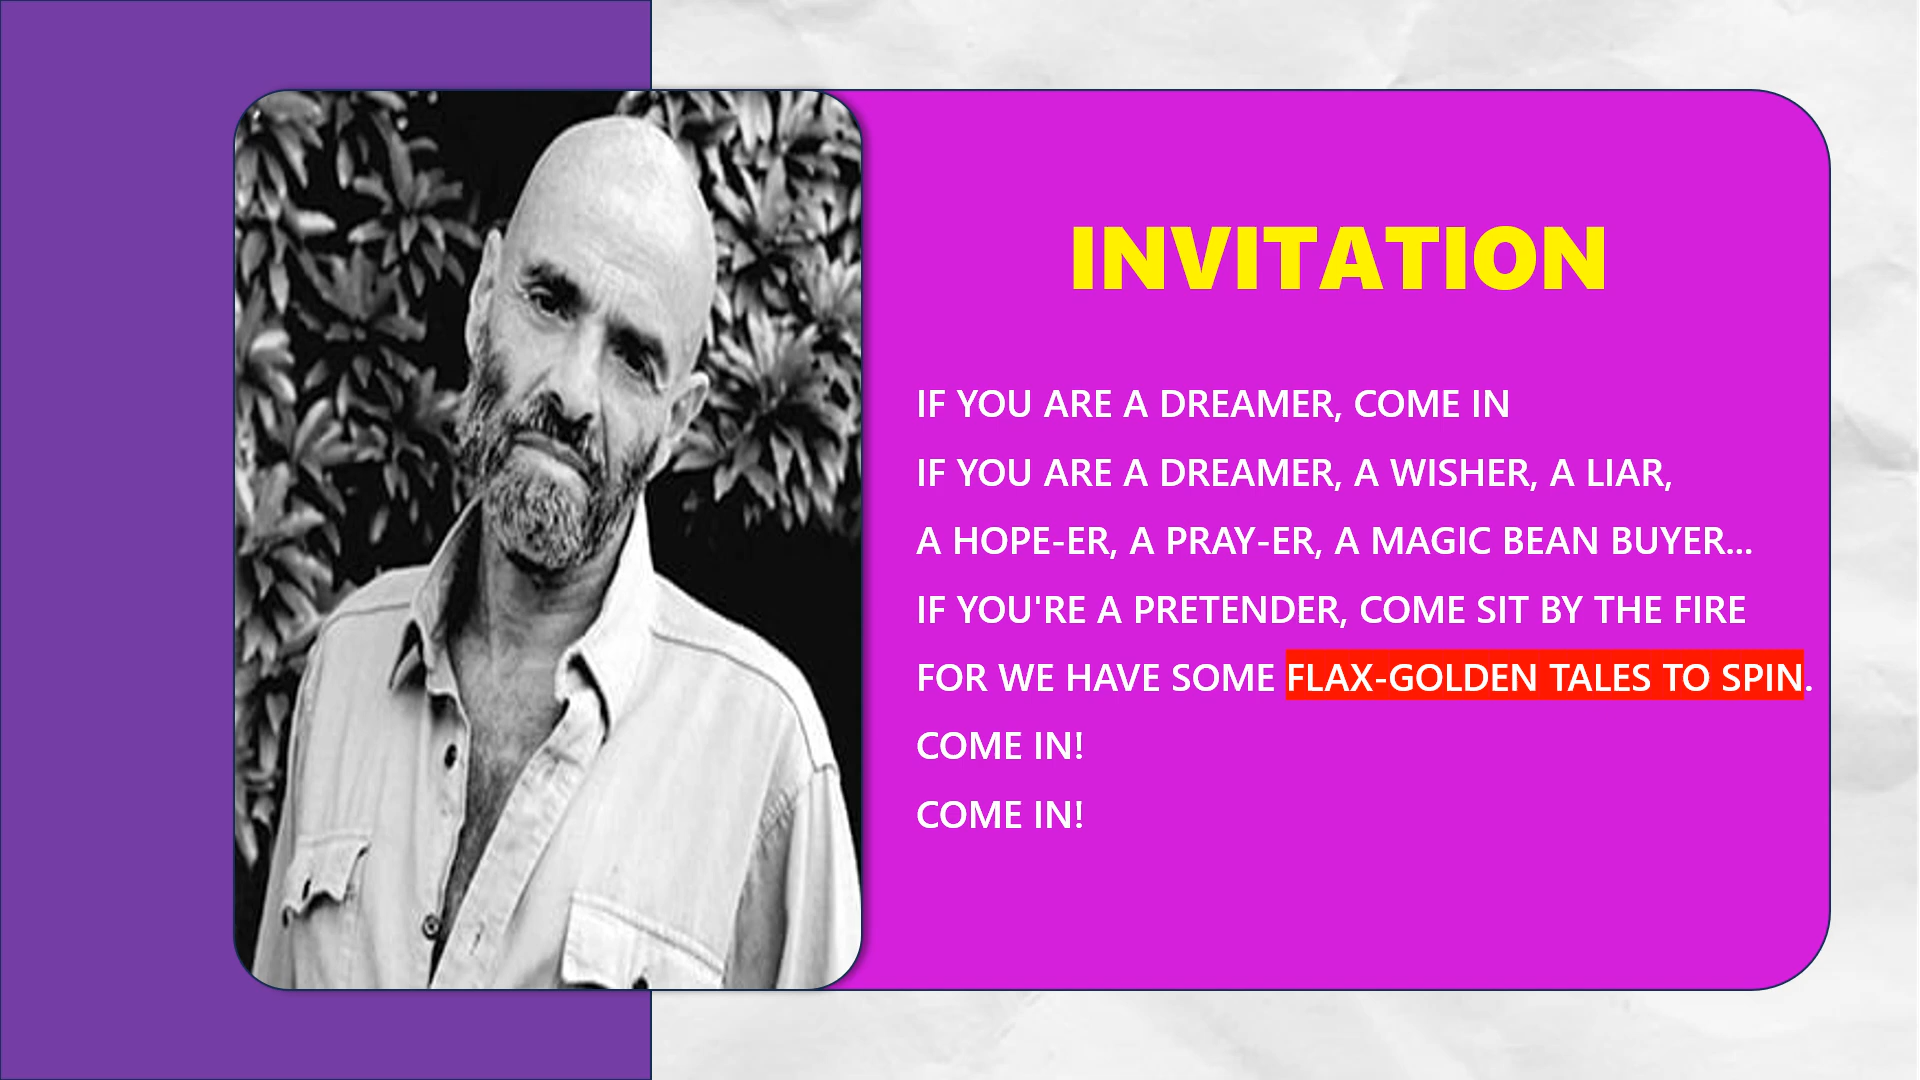 INVITATION
IF YOU ARE A DREAMER, COME IN
IF YOU ARE A DREAMER, A WISHER, A LIAR,
A HOPE-ER, A PRAY-ER, A MAGIC BEAN BUYER...
IF YOU'RE A PRETENDER, COME SIT BY THE FIRE
FOR WE HAVE SOME FLAX-GOLDEN TALES TO SPIN.
COME IN!
COME IN!